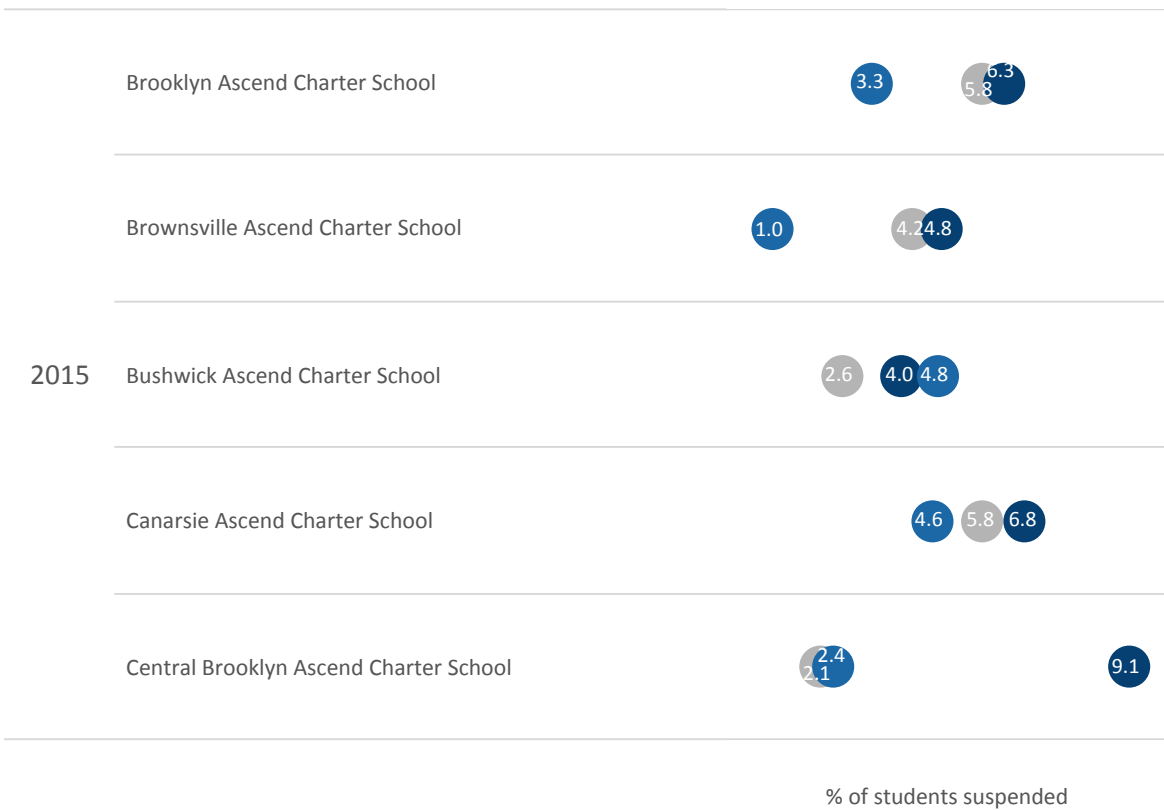 Brooklyn Ascend Charter School 3.3 5.8 6.3
Brownsville Ascend Charter School 1.0 4.2 4.8
2015 Bushwick Ascend Charter School 2.6 4.0 4.8
Canarsie Ascend Charter School 4.6 5.8 6.8
Central Brooklyn Ascend Charter School 2.1 2.4 9.1
% of students suspended